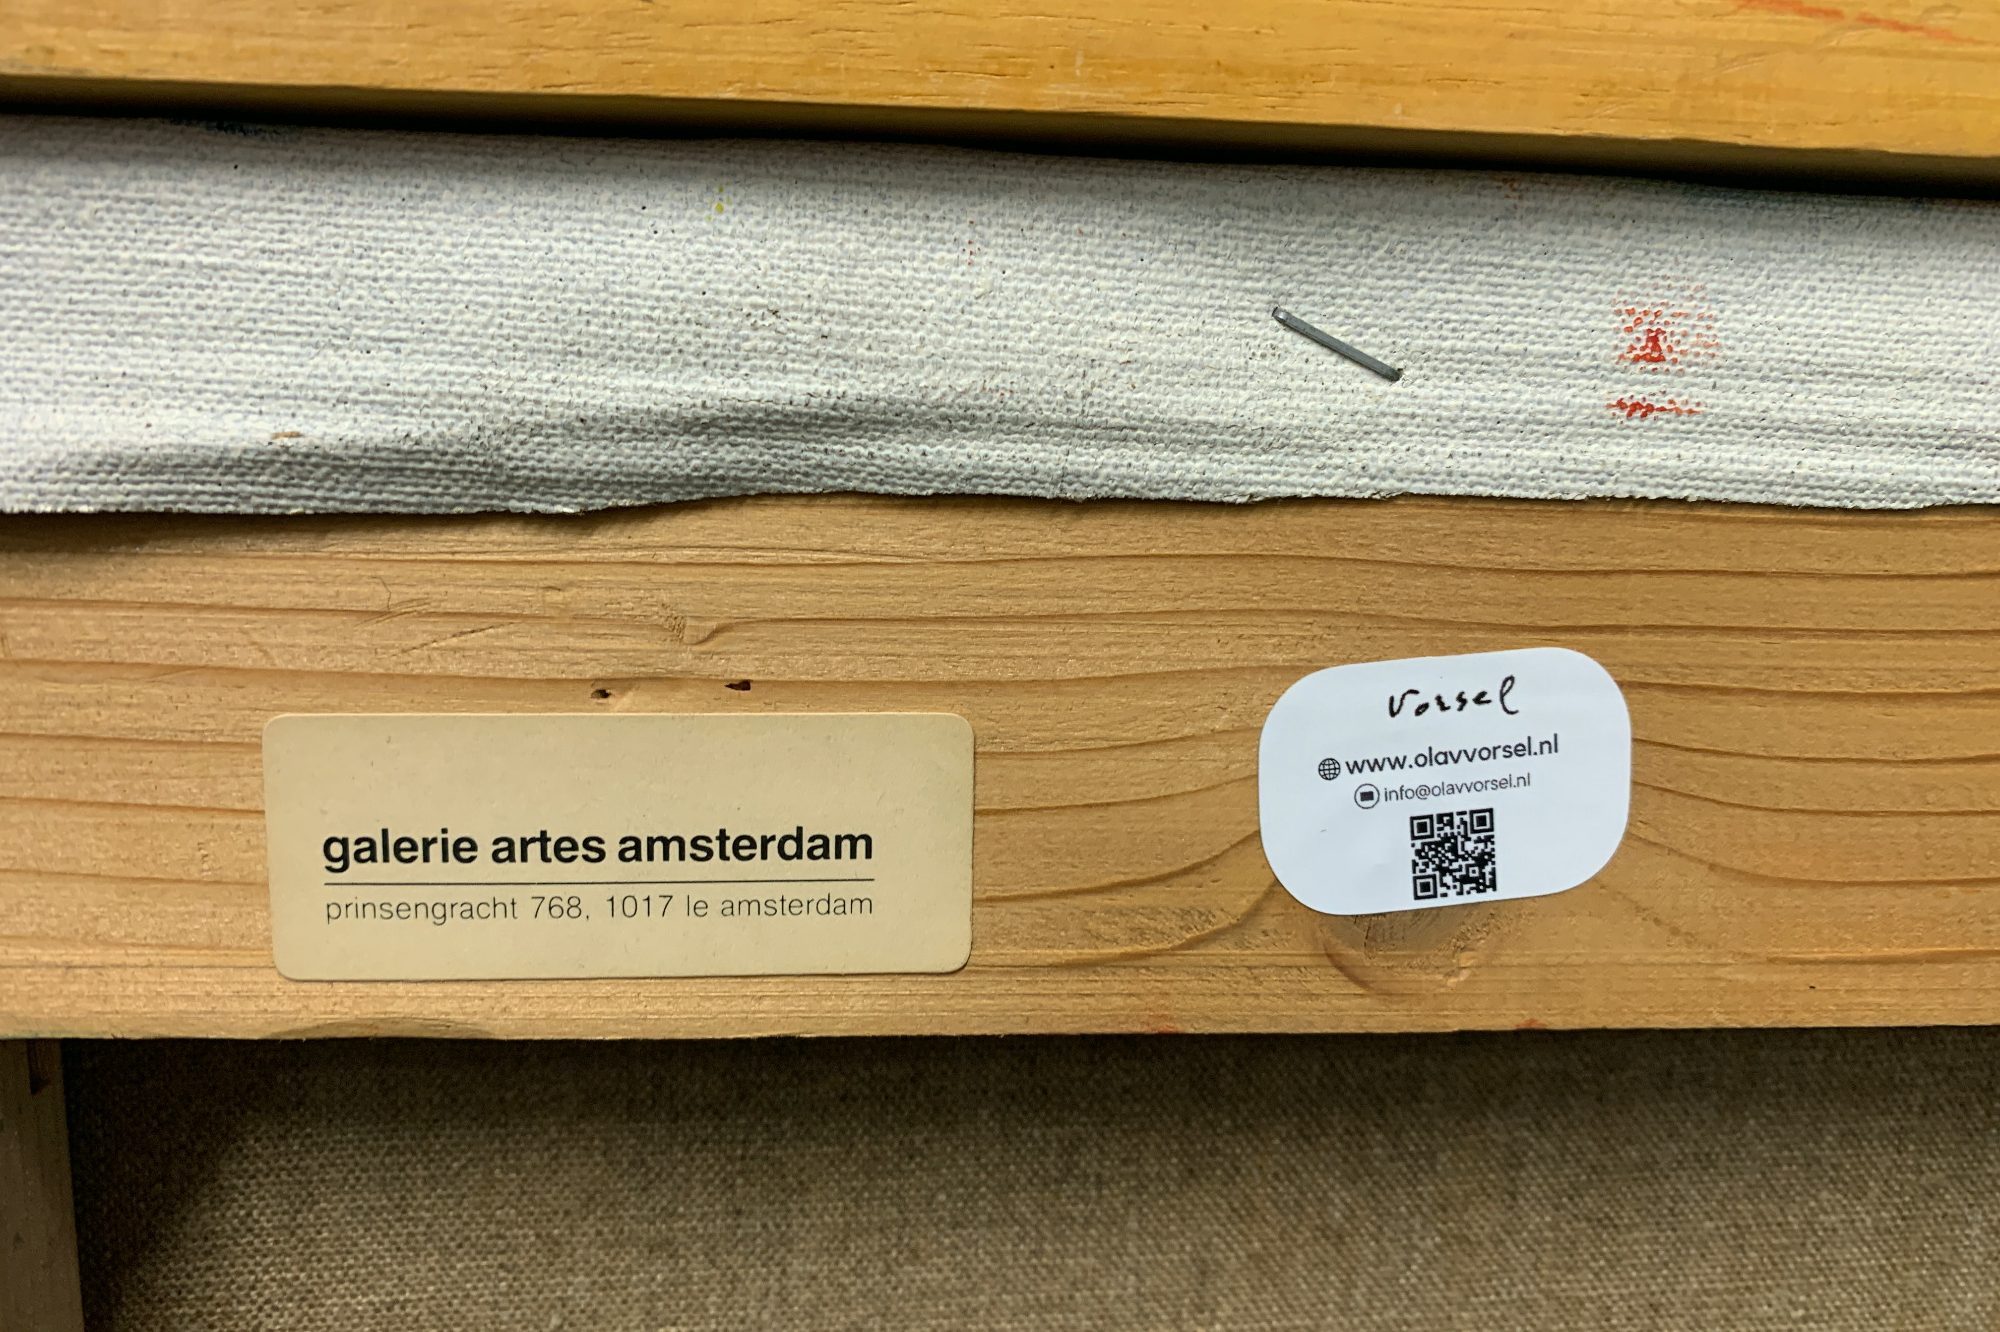 galerie artes amsterdam
prinsengracht 768, 1017 le amsterdam
Vorsel
www.olavvorsel.nl
info@olavvorsel.nl